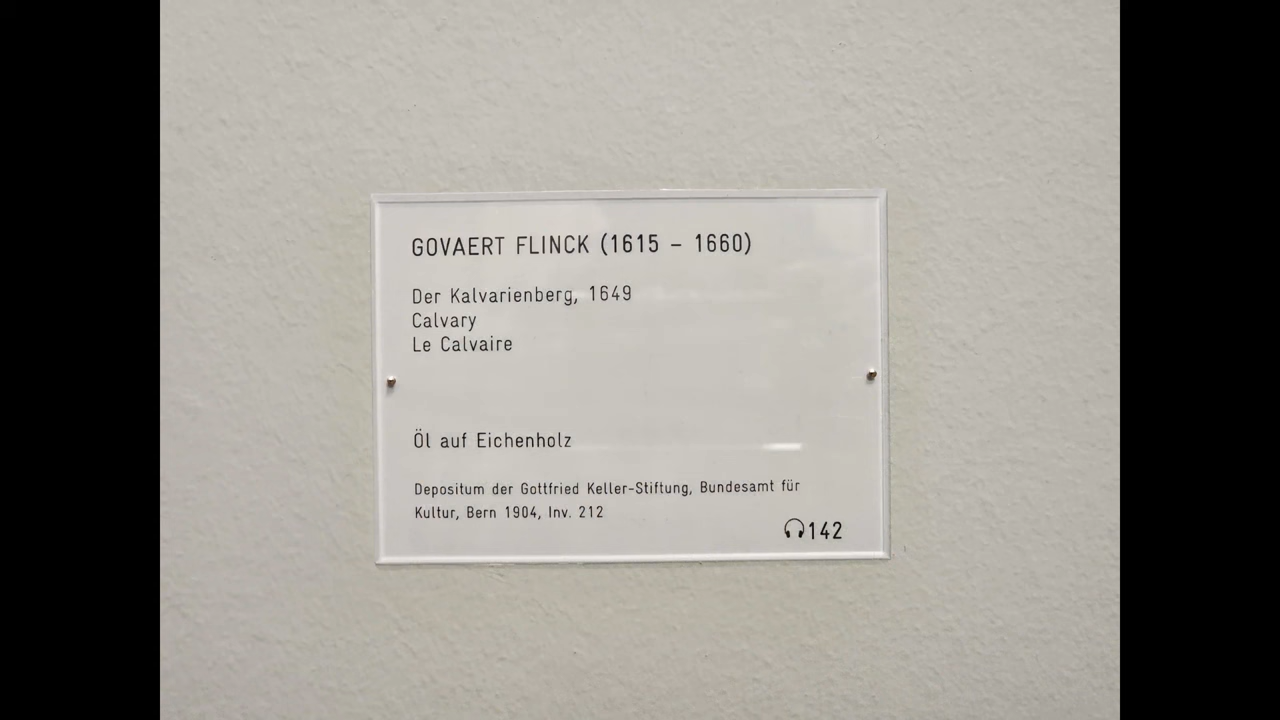 GOVAERT FLINCK (1615 – 1660)
Der Kalvarienberg, 1649
Calvary
Le Calvaire
Öl auf Eichenholz
Depositum der Gottfried Keller-Stiftung, Bundesamt für
Kultur, Bern 1904, Inv. 212
142